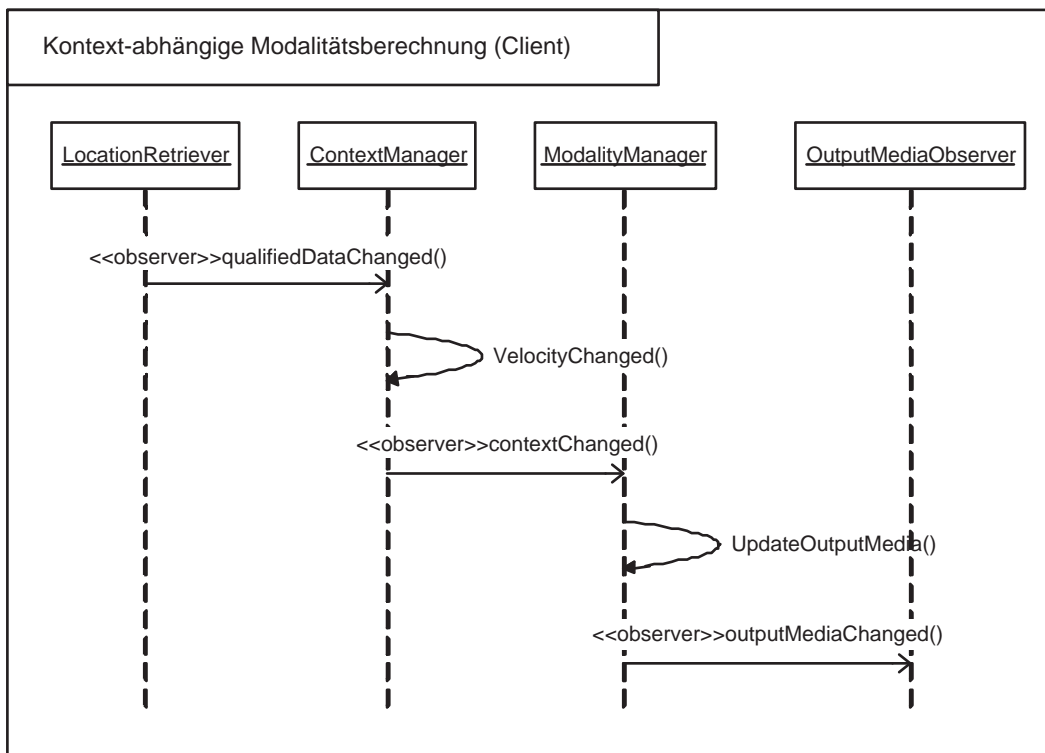 Kontext-abhängige Modalitätsberechnung (Client)
LocationRetriever
ContextManager
ModalityManager
OutputMediaObserver
<<observer>>qualifiedDataChanged()
VelocityChanged()
<<observer>>contextChanged()
UpdateOutputMedia()
<<observer>>outputMediaChanged()